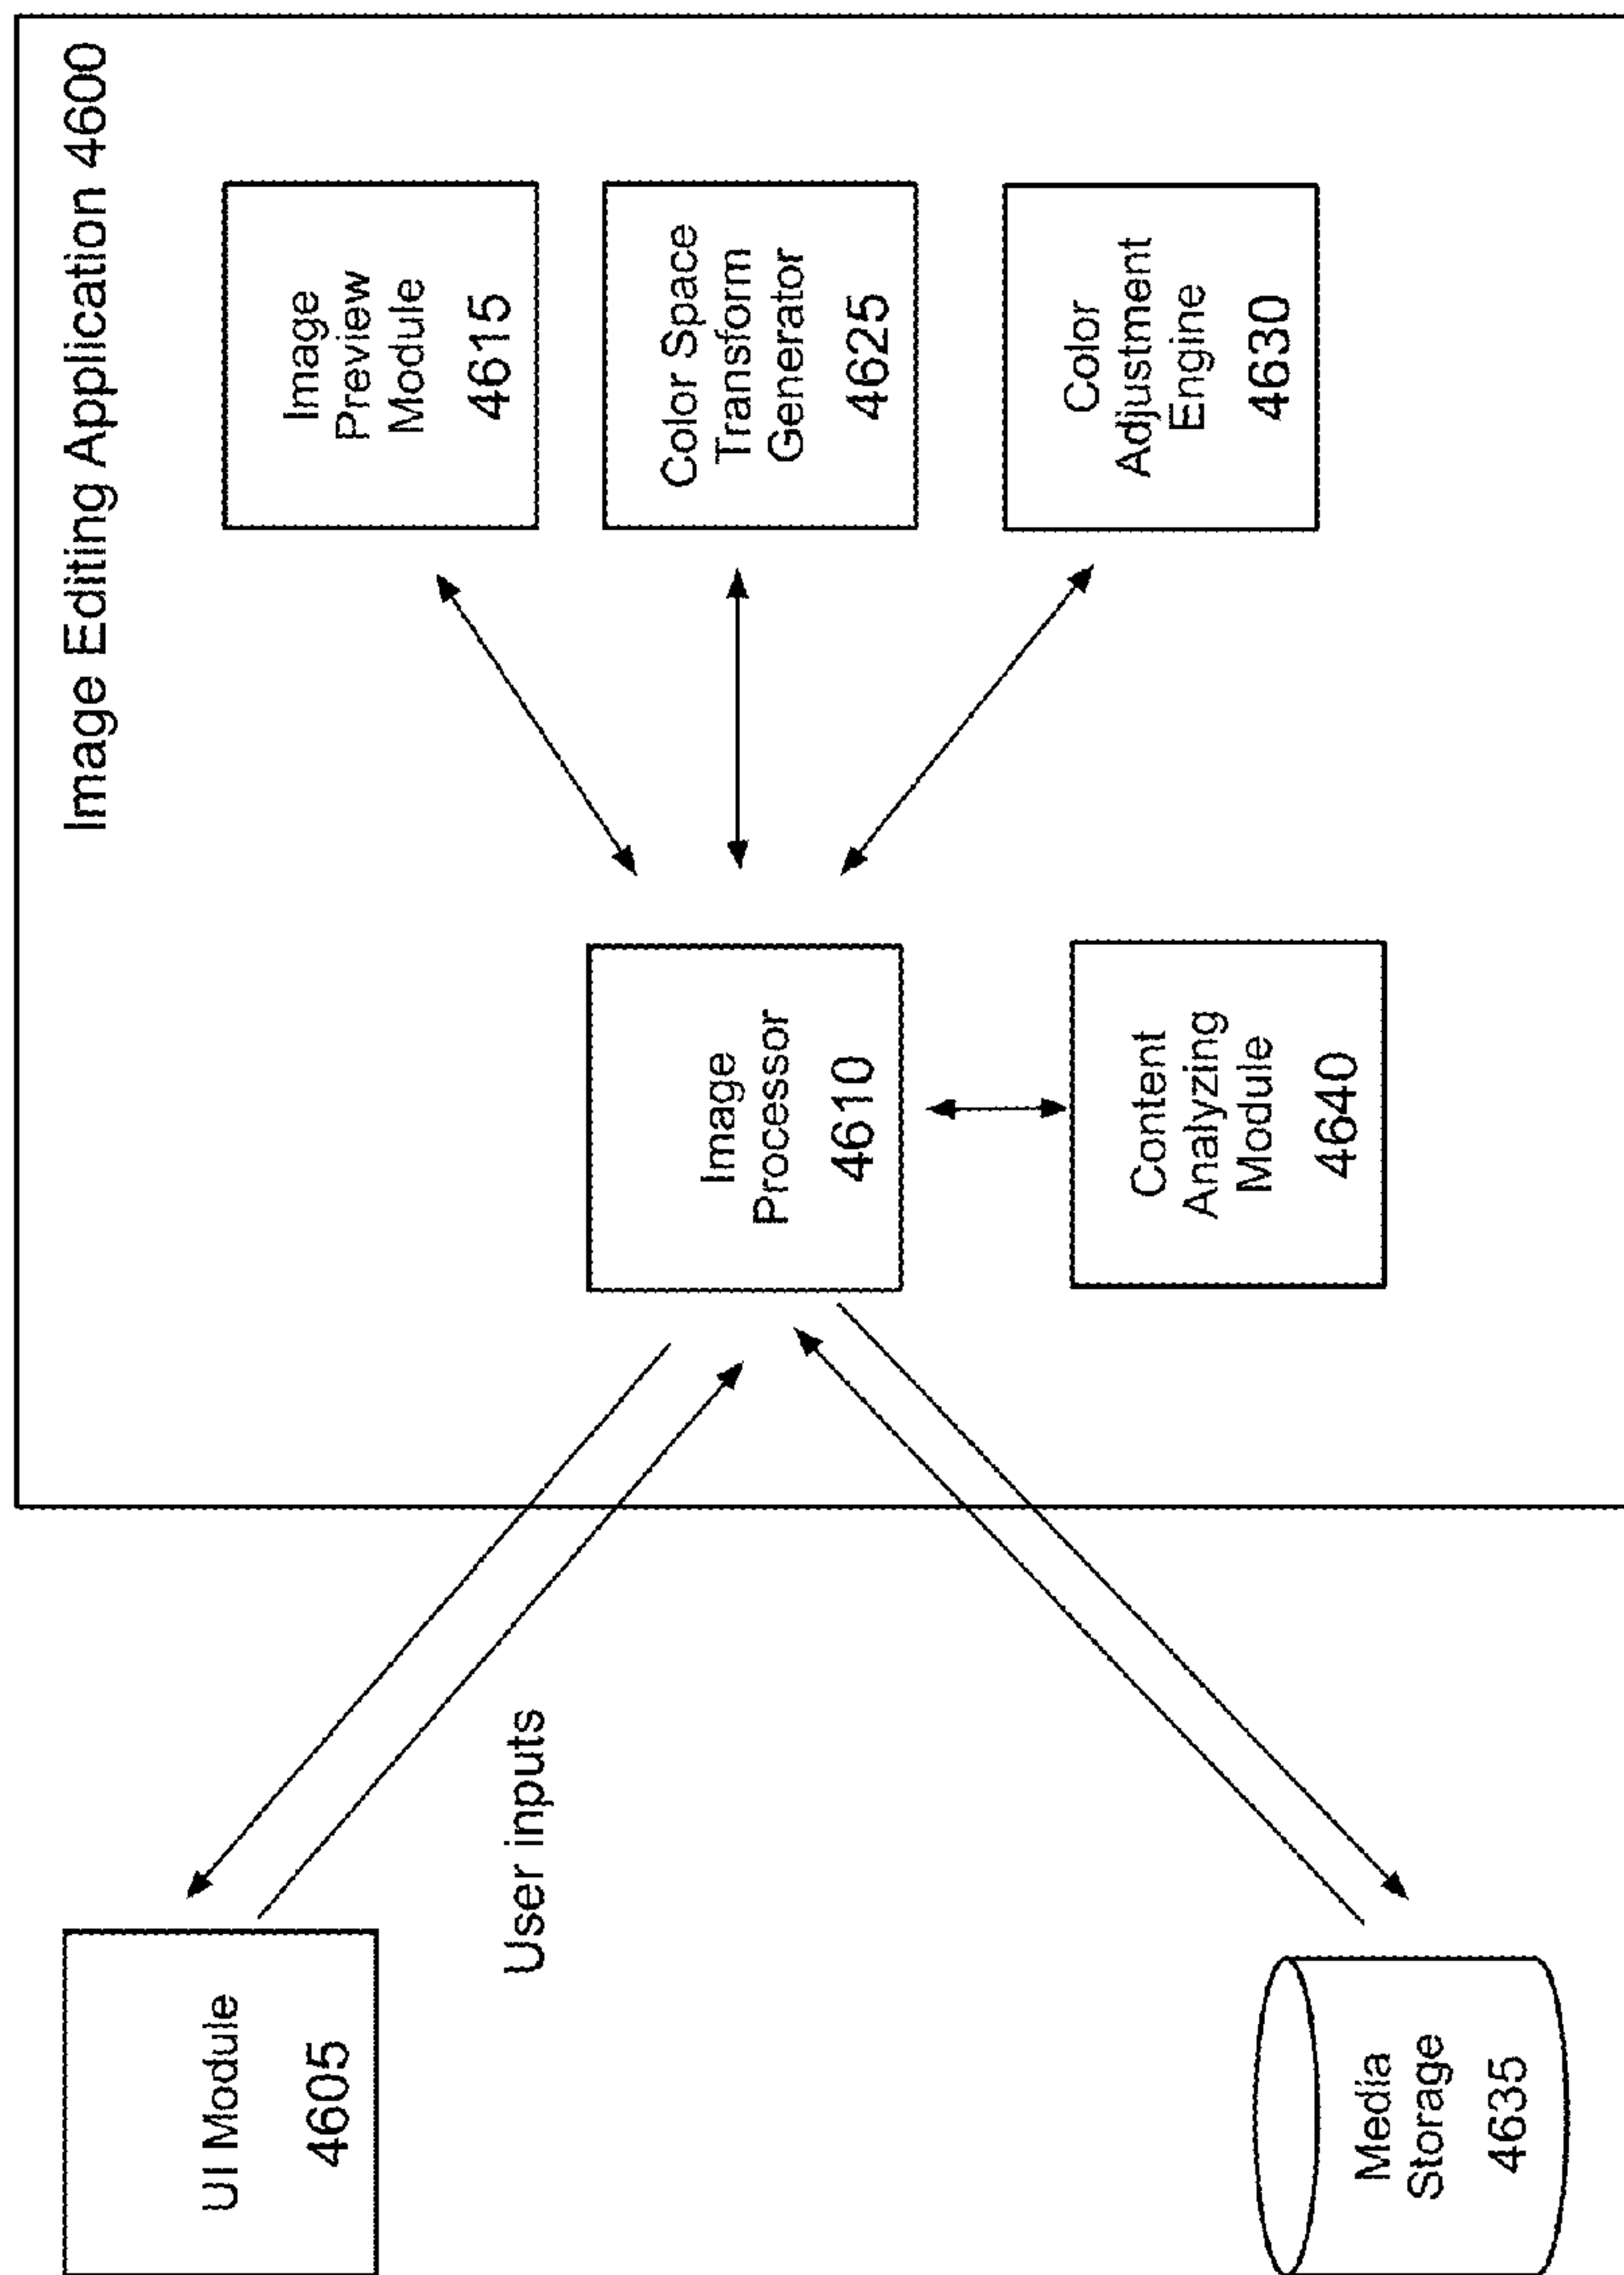 Image Editing Application 4600
UI Module
4605
User inputs
Image
Processor
4610
Image
Preview
Module
4615
Color Space
Transform
Generator
4625
Color
Adjustment
Engine
4630
Content
Analyzing
Module
4640
Media
Storage
4635